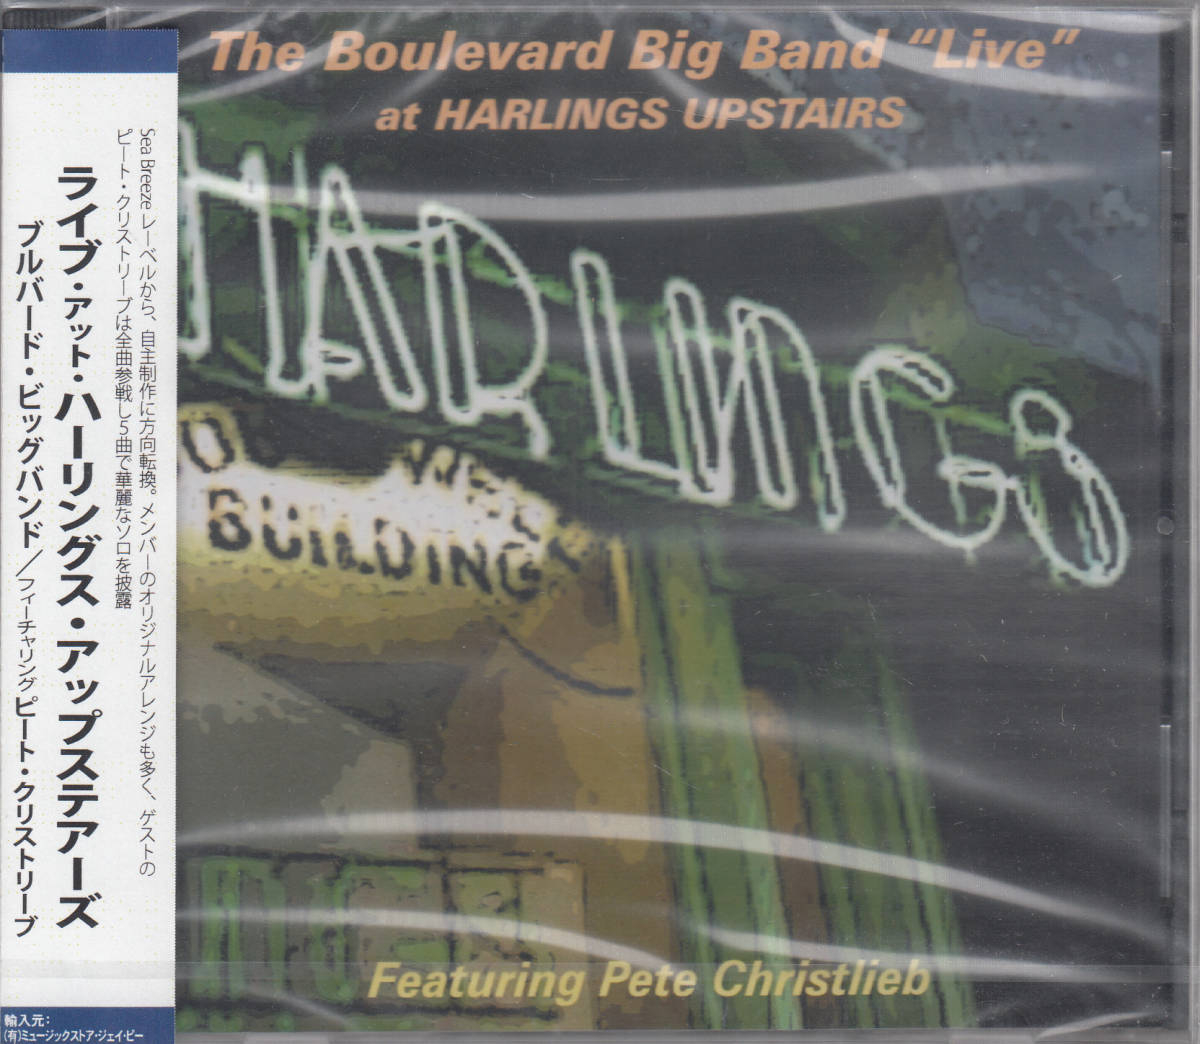 The Boulevard Big Band “Live”
at HARLINGS UPSTAIRS
HARLINGS
BUILDING
Featuring Pete Christlieb
Sea Breeze レーベルから、自主制作に方向転換。メンバーのオリジナルアレンジも多く、ゲストの
ピート・クリストリーブは全曲参戦し5曲で華麗なソロを披露
ライブ・アット・ハーリングス・アップステアーズ
ブルバード・ビッグバンド／フィーチャリング ピート・クリストリーブ
輸入元：
(有)ミュージックストア・ジェイ・ピー